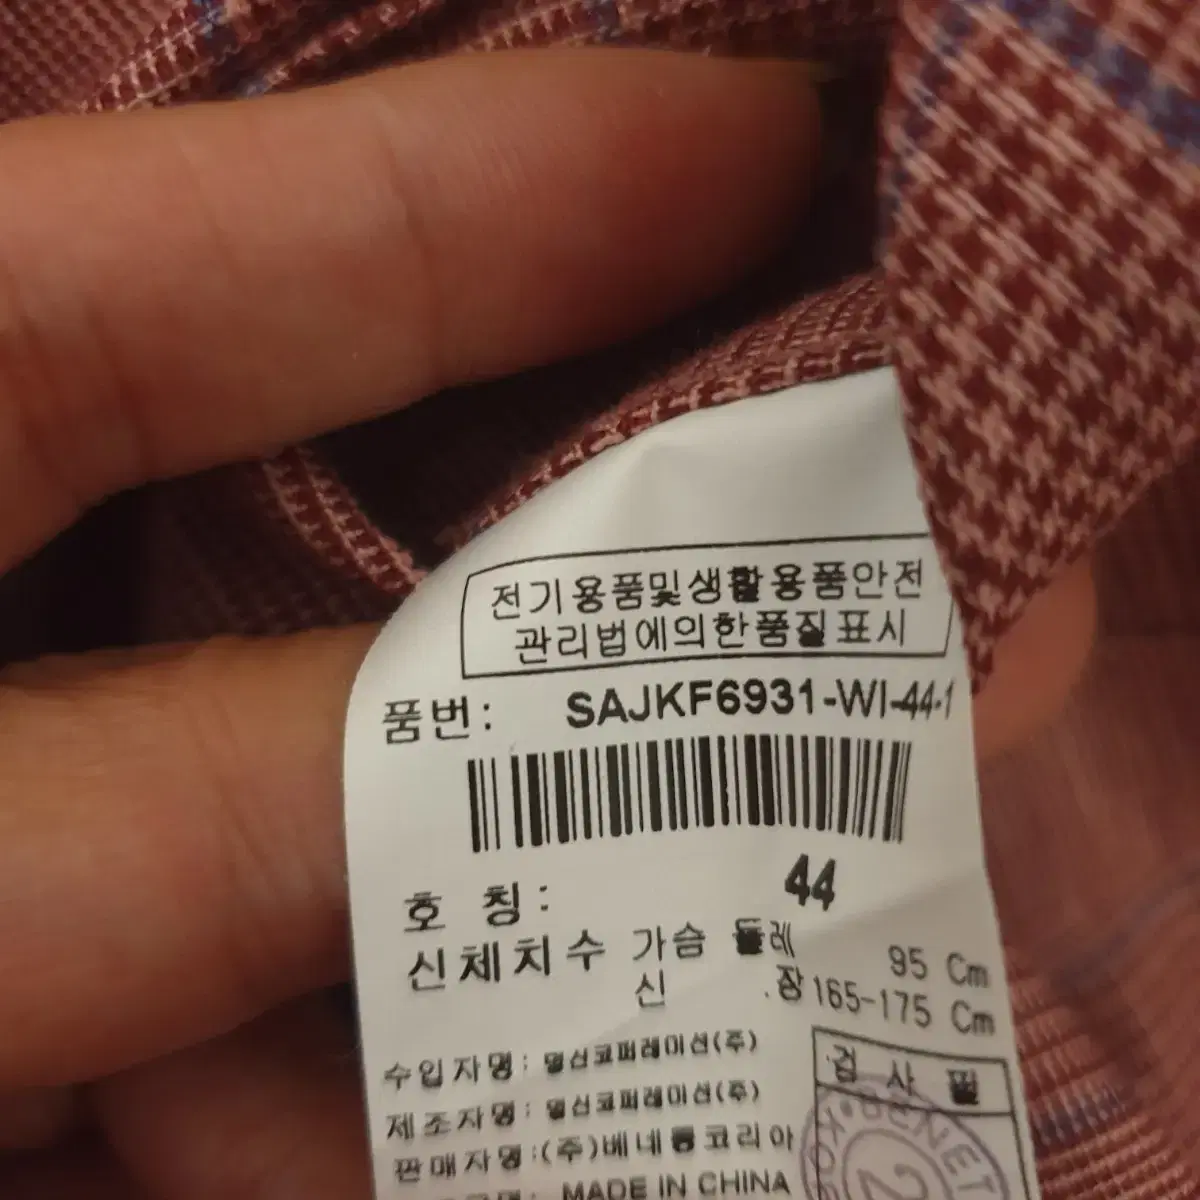 전기용품및생활용품안전
관리법에의한품질표시
품번: SAJKF6931-WI-44-1
호 칭: 44
신체치수 가슴 둘레 95 Cm
신 장 165-175 Cm
수입자명: 코퍼레이션(주)
제조자명: 코퍼레이션(주)
판매자명:(주)베네통코리아
MADE IN CHINA
검 사 필
BENET
KO
2